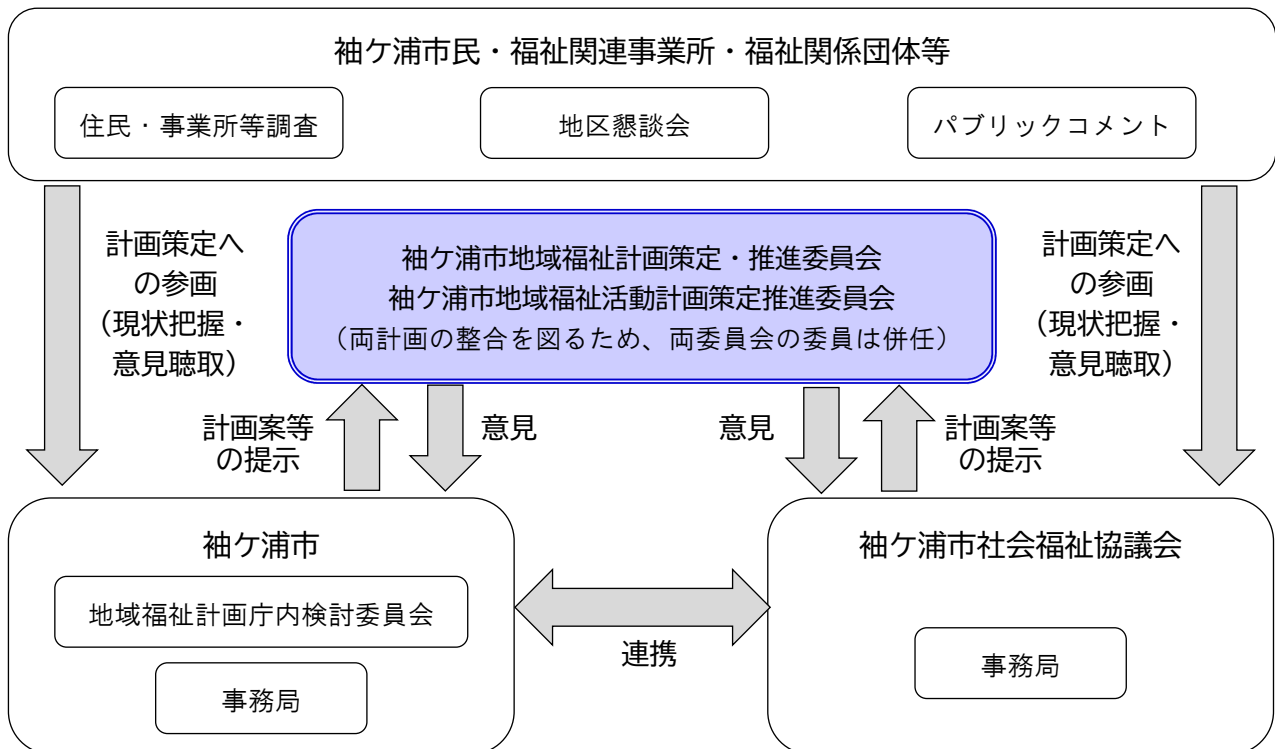 袖ケ浦市民・福祉関連事業所・福祉関係団体等
住民・事業所等調査
地区懇談会
パブリックコメント
計画策定へ
の参画
（現状把握・
意見聴取）
袖ケ浦市地域福祉計画策定・推進委員会
袖ケ浦市地域福祉活動計画策定推進委員会
（両計画の整合を図るため、両委員会の委員は併任）
計画策定へ
の参画
（現状把握・
意見聴取）
計画案等
の提示
意見
意見
計画案等
の提示
袖ケ浦市
地域福祉計画庁内検討委員会
事務局
連携
袖ケ浦市社会福祉協議会
事務局